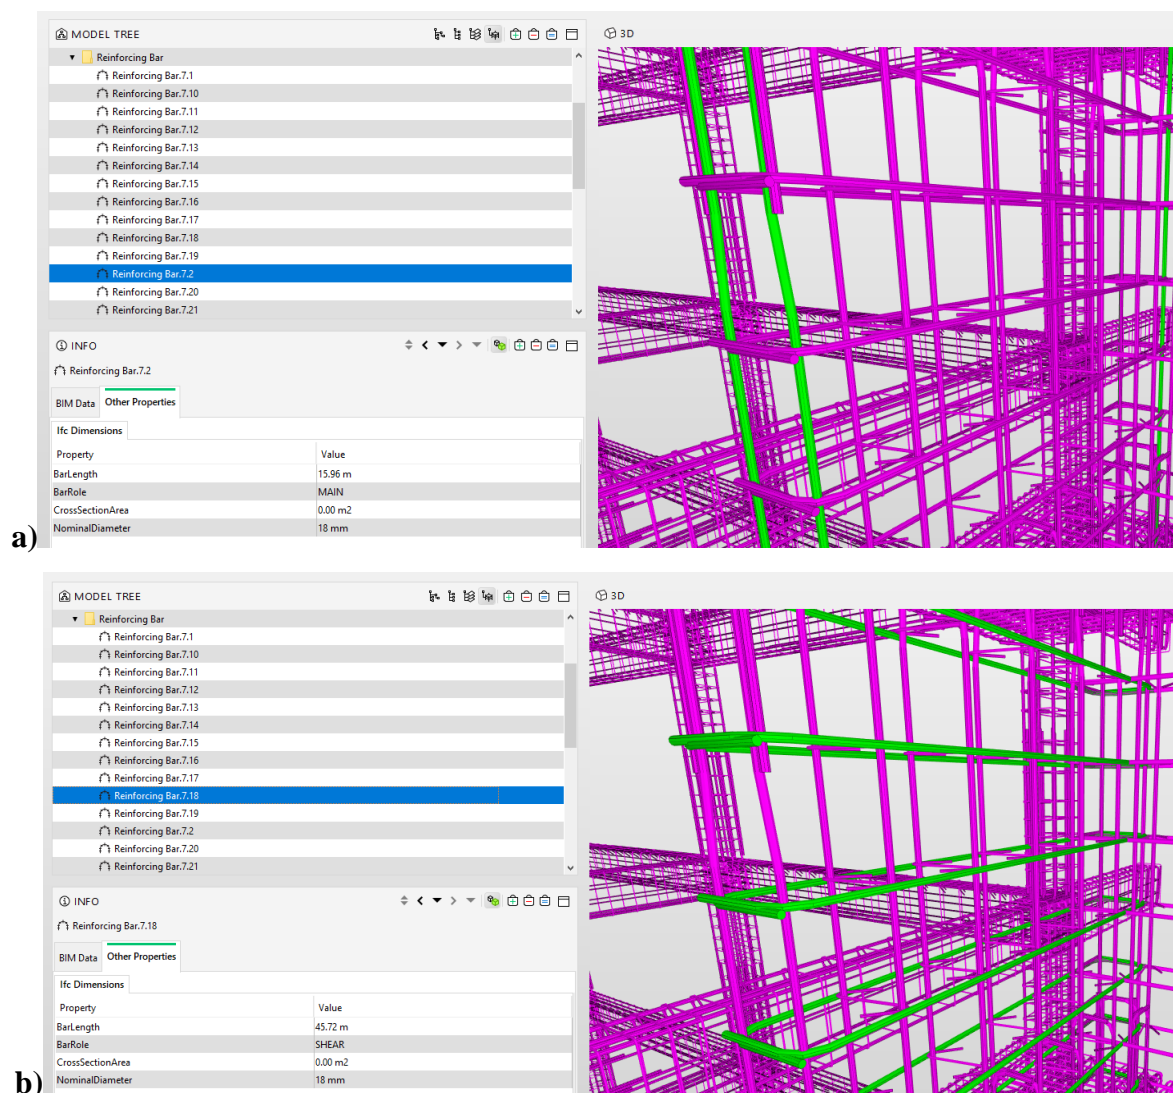 MODEL TREE
3D
Reinforcing Bar
Reinforcing Bar.7.1
Reinforcing Bar.7.10
Reinforcing Bar.7.11
Reinforcing Bar.7.12
Reinforcing Bar.7.13
Reinforcing Bar.7.14
Reinforcing Bar.7.15
Reinforcing Bar.7.16
Reinforcing Bar.7.17
Reinforcing Bar.7.18
Reinforcing Bar.7.19
Reinforcing Bar.7.2
Reinforcing Bar.7.20
Reinforcing Bar.7.21
INFO
Reinforcing Bar.7.2
BIM Data Other Properties
Ifc Dimensions
Property Value
BarLength 15.96 m
BarRole MAIN
CrossSectionArea 0.00 m2
NominalDiameter 18 mm
a)
MODEL TREE
3D
Reinforcing Bar
Reinforcing Bar.7.1
Reinforcing Bar.7.10
Reinforcing Bar.7.11
Reinforcing Bar.7.12
Reinforcing Bar.7.13
Reinforcing Bar.7.14
Reinforcing Bar.7.15
Reinforcing Bar.7.16
Reinforcing Bar.7.17
Reinforcing Bar.7.18
Reinforcing Bar.7.19
Reinforcing Bar.7.2
Reinforcing Bar.7.20
Reinforcing Bar.7.21
INFO
Reinforcing Bar.7.18
BIM Data Other Properties
Ifc Dimensions
Property Value
BarLength 45.72 m
BarRole SHEAR
CrossSectionArea 0.00 m2
NominalDiameter 18 mm
b)